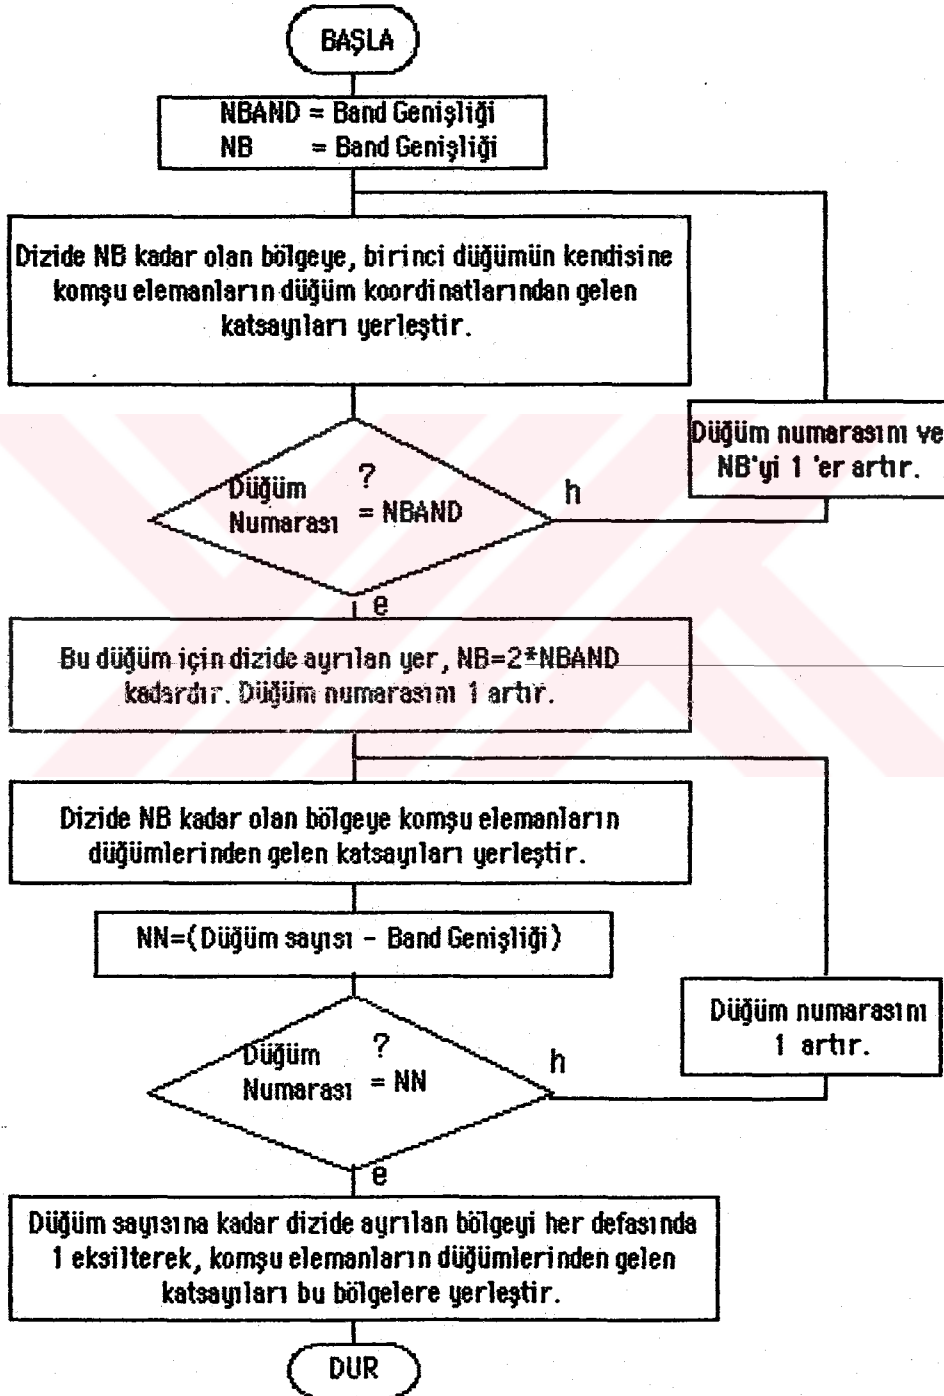 BAŞLA
NBAND = Band Genişliği
NB = Band Genişliği
Dizide NB kadar olan bölgeye, birinci düğümün kendisine
komşu elemanların düğüm koordinatlarından gelen
katsayıları yerleştir.
Düğüm numarasını ve
NB'yi 1 'er artır.
Düğüm ?
Numarası = NBAND
h
e
Bu düğüm için dizide ayrılan yer, NB=2*NBAND
kadardır. Düğüm numarasını 1 artır.
Dizide NB kadar olan bölgeye komşu elemanların
düğümlerinden gelen katsayıları yerleştir.
NN=(Düğüm sayısı - Band Genişliği)
Düğüm numarasını
1 artır.
Düğüm ?
Numarası = NN
h
e
Düğüm sayısına kadar dizide ayrılan bölgeyi her defasında
1 eksilterek, komşu elemanların düğümlerinden gelen
katsayıları bu bölgelere yerleştir.
DUR